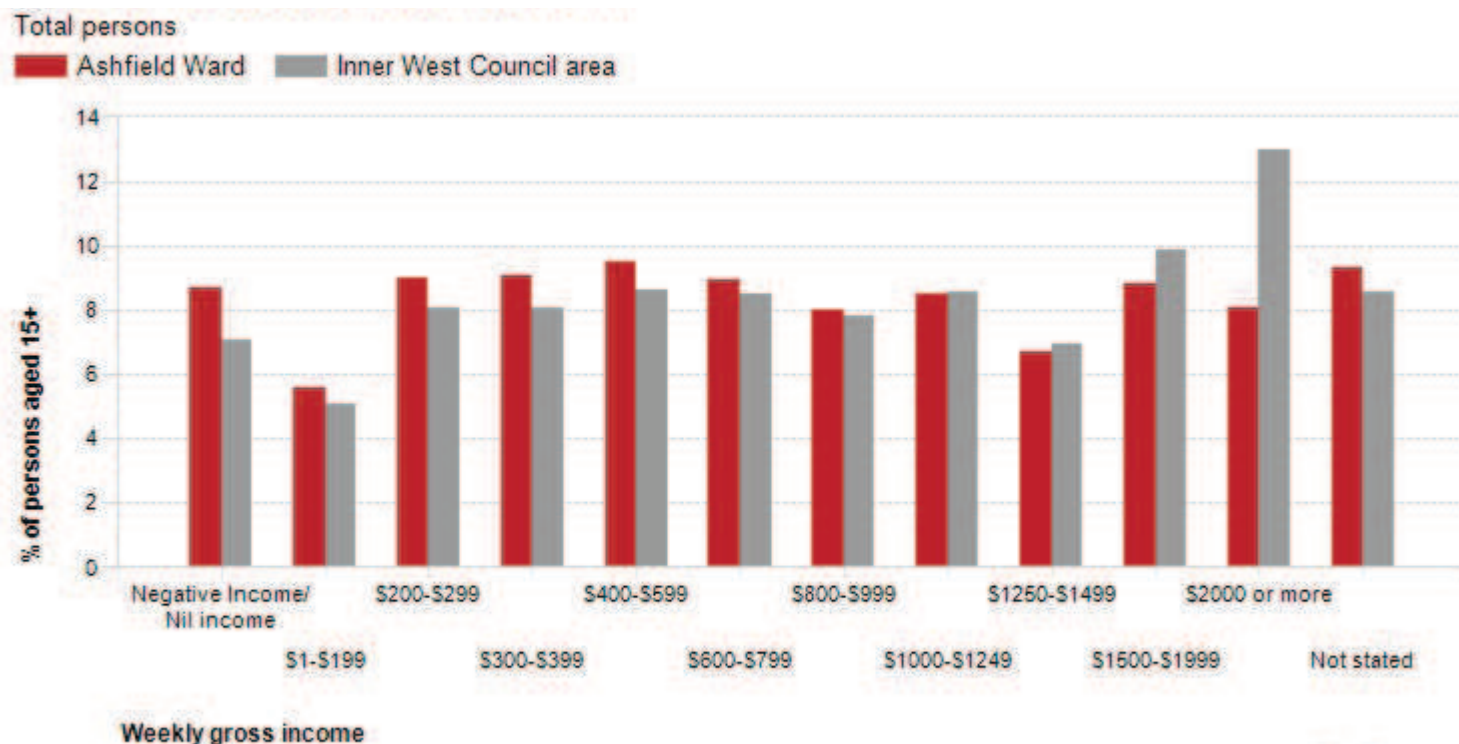 Total persons
Ashfield Ward Inner West Council area
14
12
10
8
6
4
2
0
% of persons aged 15+
Negative Income/ $200-$299 $400-$599 $800-$999 $1250-$1499 $2000 or more
Nil income
$1-$199 $300-$399 $600-$799 $1000-$1249 $1500-$1999 Not stated
Weekly gross income